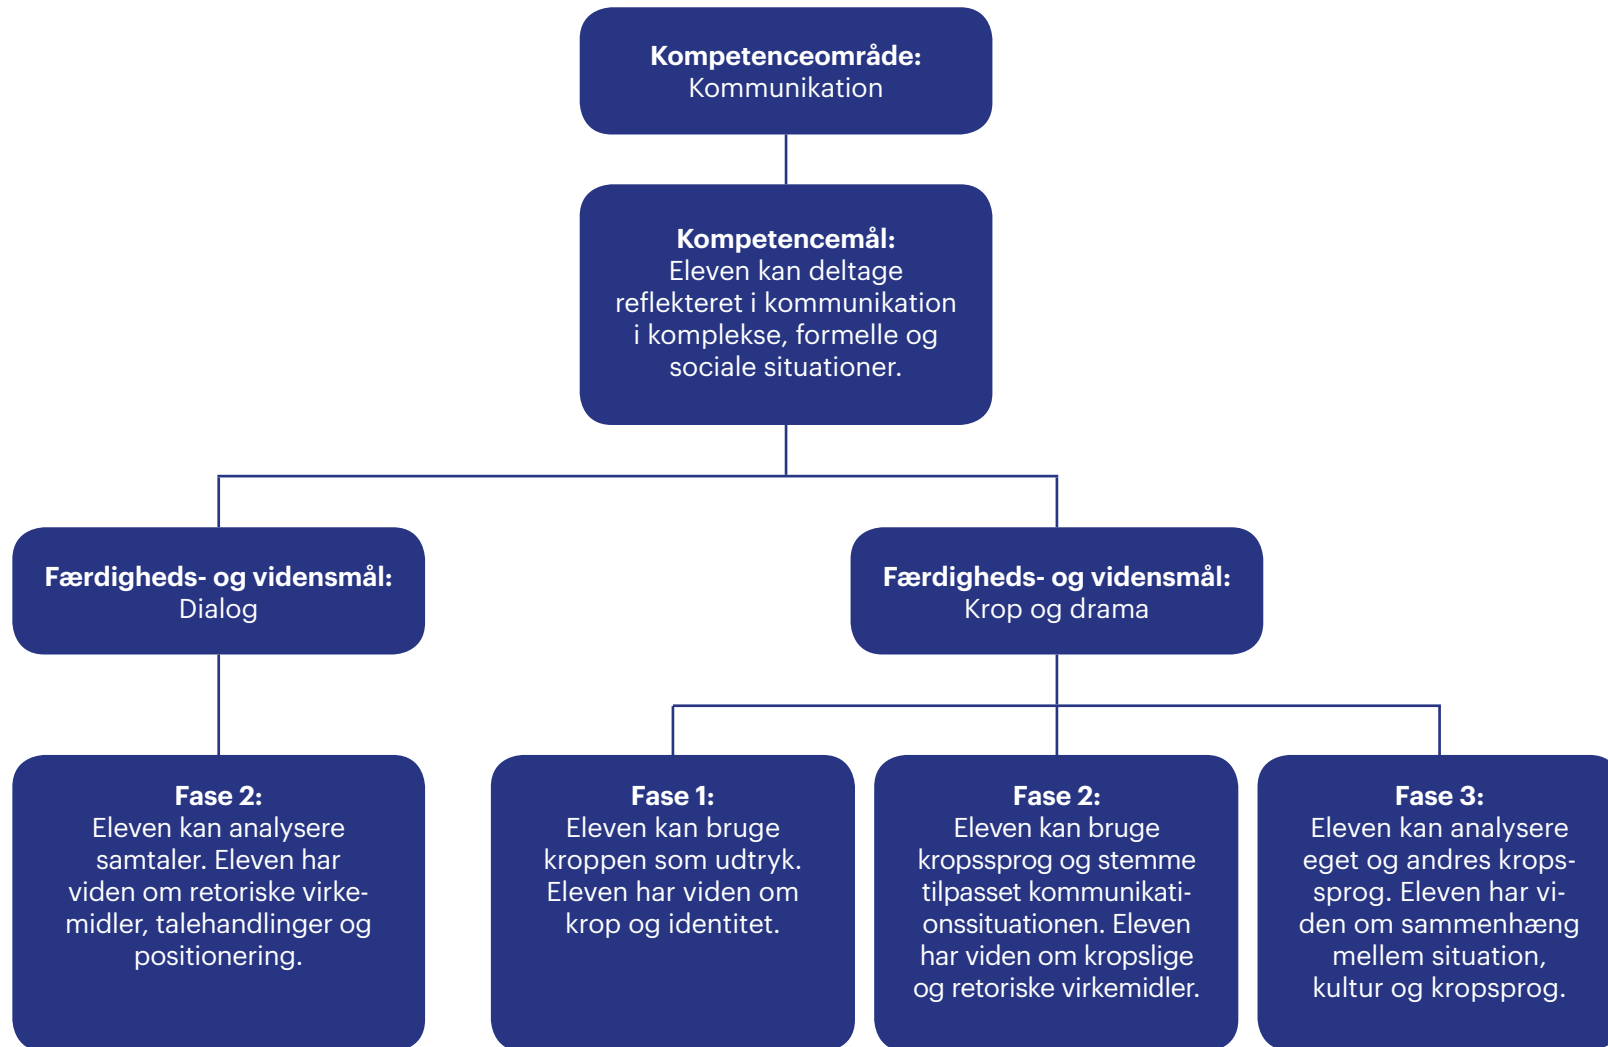 Kompetenceområde:
Kommunikation
Kompetencemål:
Eleven kan deltage
reflekteret i kommunikation
i komplekse, formelle og
sociale situationer.
Færdigheds- og vidensmål:
Dialog
Færdigheds- og vidensmål:
Krop og drama
Fase 2:
Eleven kan analysere
samtaler. Eleven har
viden om retoriske virke-
midler, talehandlinger og
positionering.
Fase 1:
Eleven kan bruge
kroppen som udtryk.
Eleven har viden om
krop og identitet.
Fase 2:
Eleven kan bruge
kropssprog og stemme
tilpasset kommunikati-
onssituationen. Eleven
har viden om kropslige
og retoriske virkemidler.
Fase 3:
Eleven kan analysere
eget og andres krops-
sprog. Eleven har vi-
den om sammenhæng
mellem situation,
kultur og kropsprog.